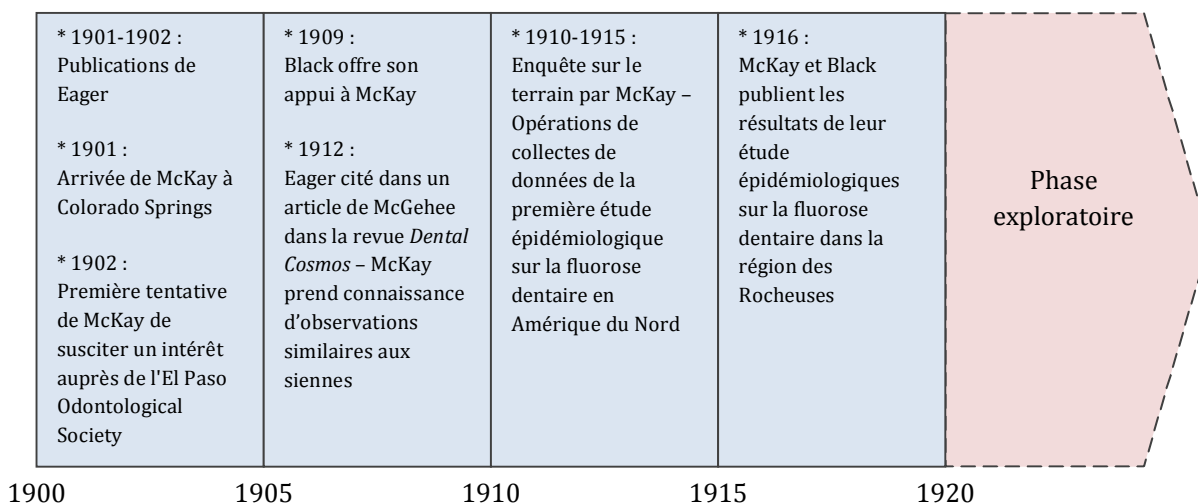 * 1901-1902 :
Publications de
Eager
* 1901 :
Arrivée de McKay à
Colorado Springs
* 1902 :
Première tentative
de McKay de
susciter un intérêt
auprès de l'El Paso
Odontological
Society
* 1909 :
Black offre son
appui à McKay
* 1912 :
Eager cité dans un
article de McGehee
dans la revue Dental
Cosmos – McKay
prend connaissance
d’observations
similaires aux
siennes
* 1910-1915 :
Enquête sur le
terrain par McKay –
Opérations de
collectes de
données de la
première étude
épidémiologique
sur la fluorose
dentaire en
Amérique du Nord
* 1916 :
McKay et Black
publient les
résultats de leur
étude
épidémiologiques
sur la fluorose
dentaire dans la
région des
Rocheuses
Phase
exploratoire
1900
1905
1910
1915
1920